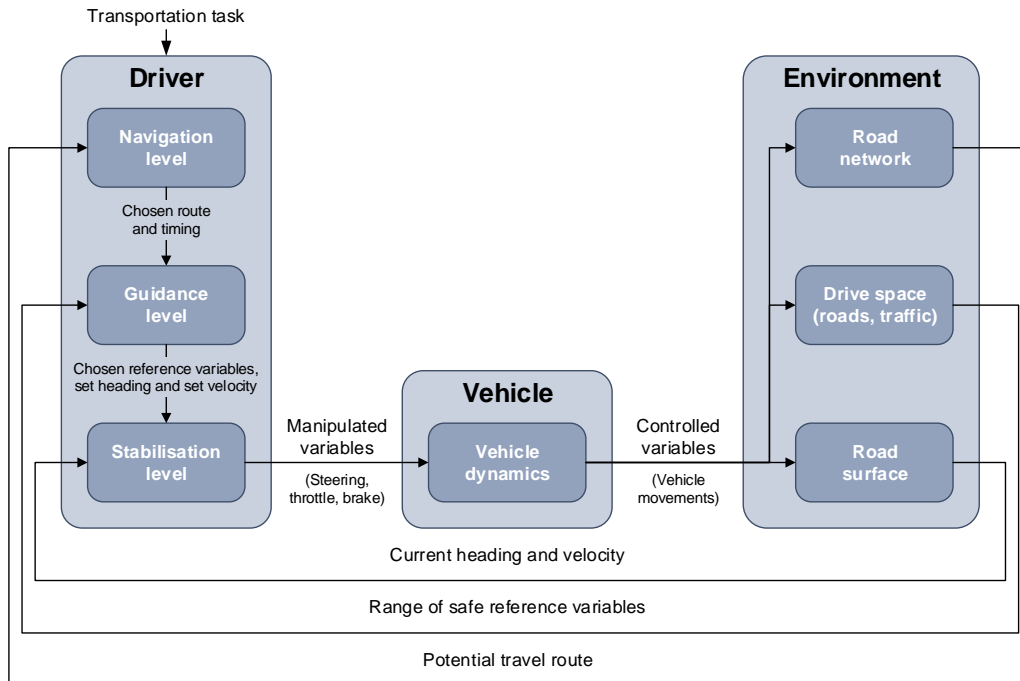 Transportation task
Driver
Navigation
level
Chosen route
and timing
Guidance
level
Chosen reference variables,
set heading and set velocity
Stabilisation
level
Manipulated
variables
(Steering,
throttle, brake)
Vehicle
Vehicle
dynamics
Controlled
variables
(Vehicle
movements)
Environment
Road
network
Drive space
(roads, traffic)
Road
surface
Current heading and velocity
Range of safe reference variables
Potential travel route